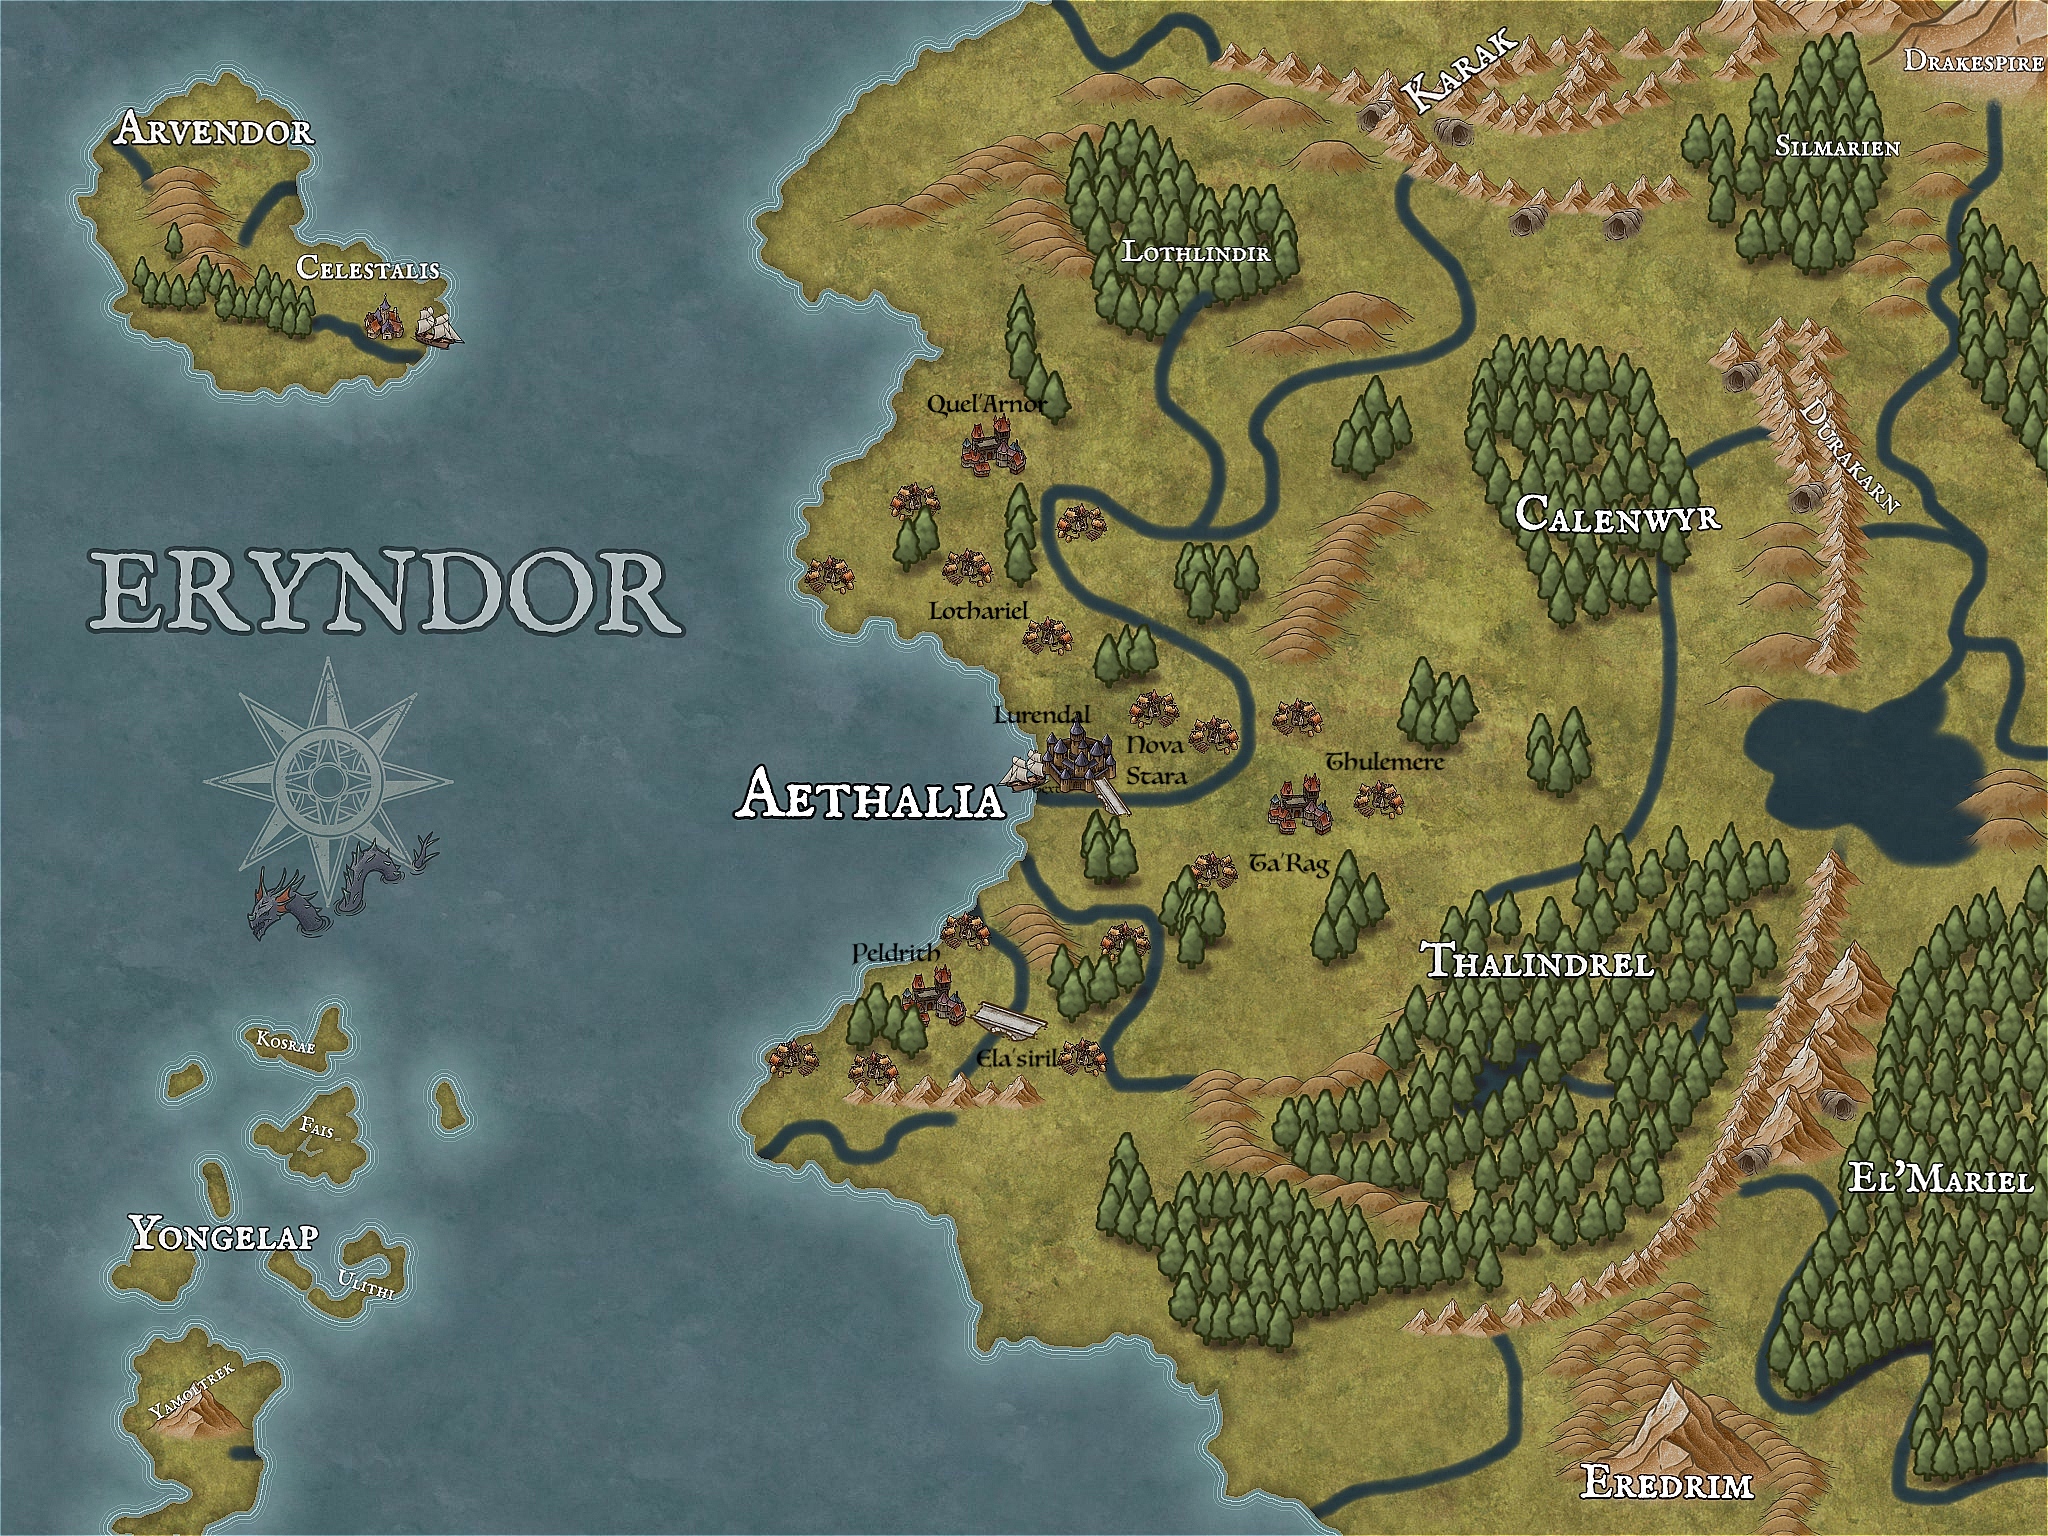 Karak
Drakespire
Arvendor
Silmarien
Lothlindir
Celestalis
Quel'Arnor
Durakarn
Calenwyr
ERYNDOR
Lothariel
Lurendal
Nova
Stara
Thulemere
Aethalia
Ta'Rag
Peldrith
Thalindrel
Kosrae
Ela'siril
Fais
El'Mariel
Yongelap
Ulithi
Yamoltrek
Eredrim